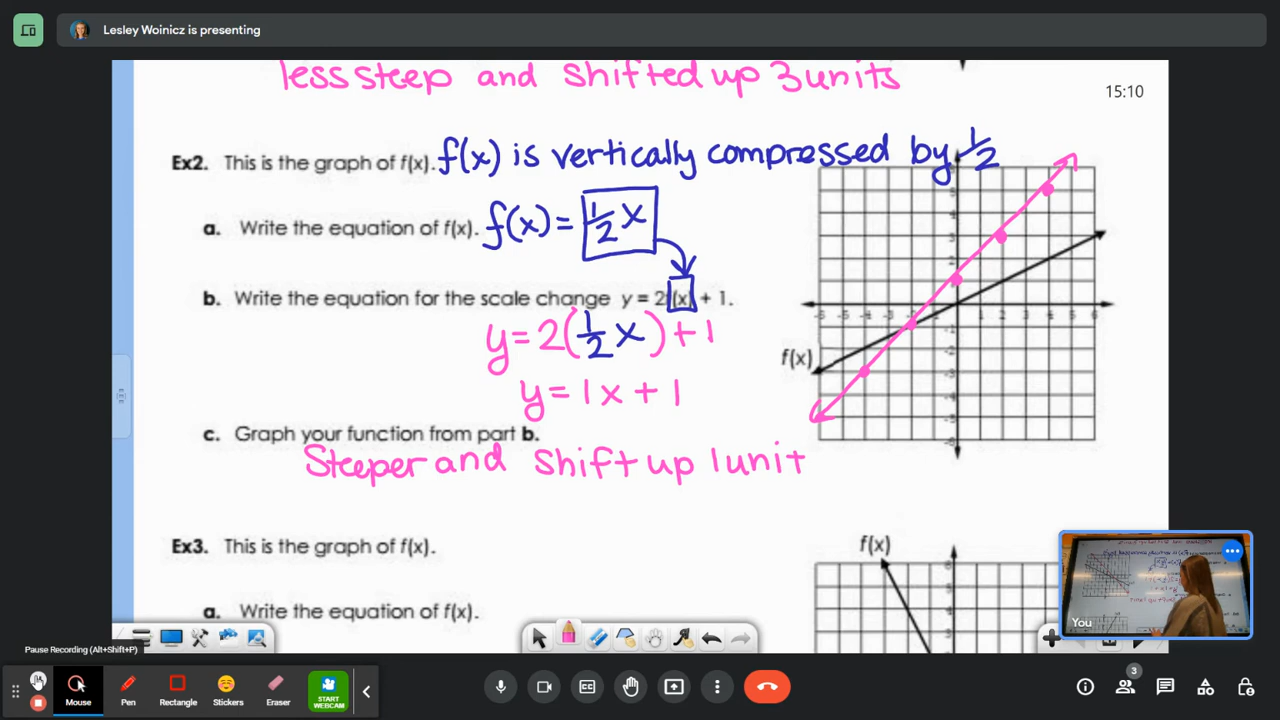 Lesley Woinicz is presenting
less steep and shifted up 3 units
15:10
Ex2. This is the graph of f(x). f(x) is vertically compressed by 1/2
a. Write the equation of f(x). f(x) = 1/2 x
b. Write the equation for the scale change y = 2f(x) + 1.
y = 2(1/2 x) + 1
y = 1x + 1
f(x)
c. Graph your function from part b.
Steeper and shift up 1 unit
Ex3. This is the graph of f(x).
f(x)
a. Write the equation of f(x).
You
Pause Recording (Alt+Shift+P)
Mouse
Pen
Rectangle
Stickers
Eraser
START WEBCAM
CC
3